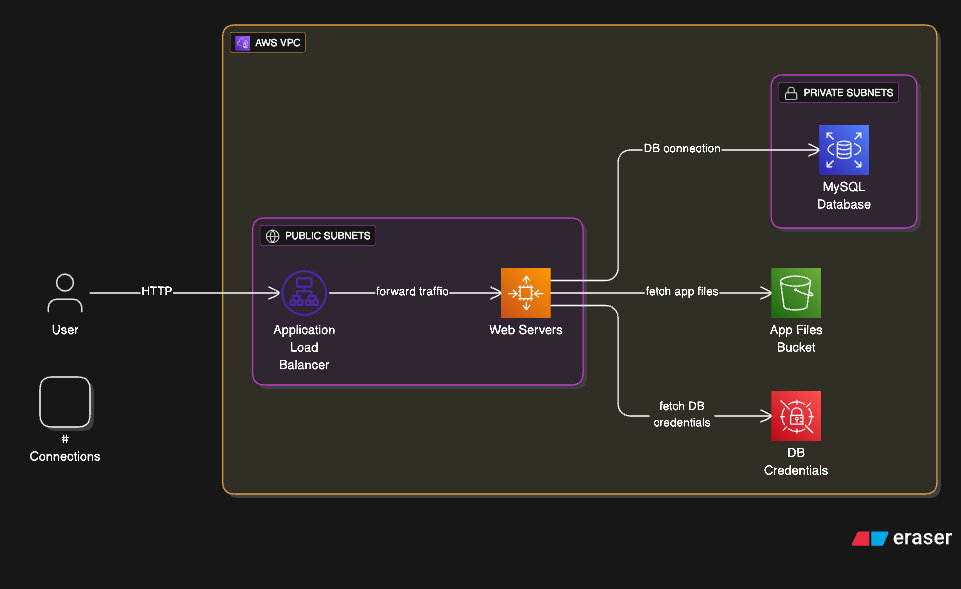 AWS VPC
PRIVATE SUBNETS
MySQL
Database
DB connection
PUBLIC SUBNETS
User
HTTP
Application
Load
Balancer
forward traffic
Web Servers
fetch app files
App Files
Bucket
fetch DB
credentials
DB
Credentials
#
Connections
eraser